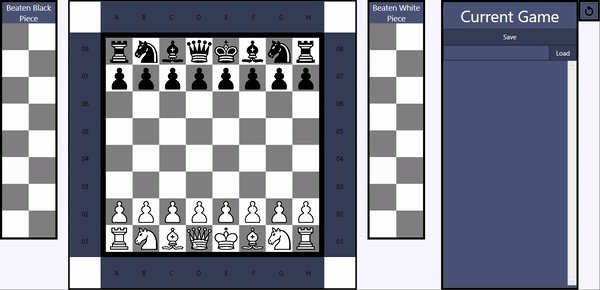 Beaten Black
Piece
A B C D E F G H
08
07
06
05
04
03
02
01
A B C D E F G H
08
07
06
05
04
03
02
01
Beaten White
Piece
Current Game
Save
Load